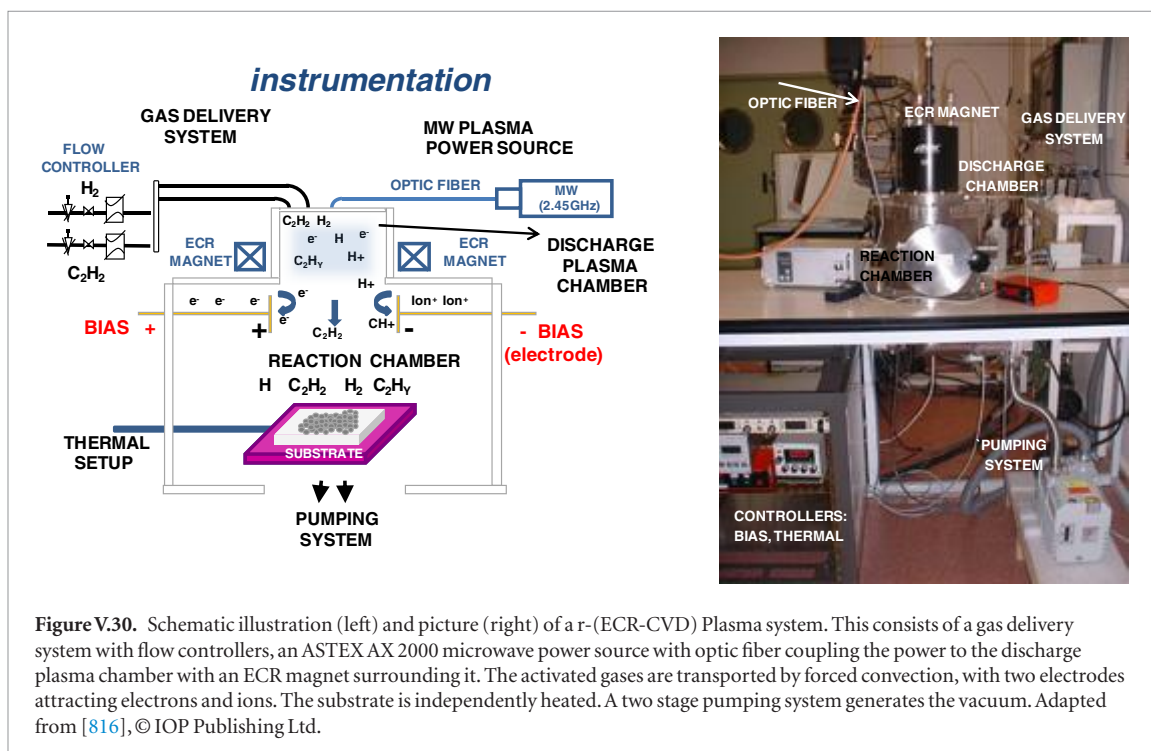 instrumentation
GAS DELIVERY
SYSTEM
MW PLASMA
POWER SOURCE
FLOW
CONTROLLER
H2
C2H2
OPTIC FIBER
MW
(2.45GHz)
C2H2 H2
e- H e-
C2HY H+
ECR
MAGNET
ECR
MAGNET
DISCHARGE
PLASMA
CHAMBER
H+
e- e- e- e-
Ion+ Ion+
e-
CH+
BIAS +
+
C2H2
-
- BIAS
(electrode)
REACTION CHAMBER
H C2H2 H2 C2HY
THERMAL
SETUP
SUBSTRATE
PUMPING
SYSTEM
OPTIC FIBER
ECR MAGNET
GAS DELIVERY
SYSTEM
DISCHARGE
CHAMBER
REACTION
CHAMBER
`PUMPING
SYSTEM
CONTROLLERS:
BIAS, THERMAL
Figure V.30. Schematic illustration (left) and picture (right) of a r-(ECR-CVD) Plasma system. This consists of a gas delivery
system with flow controllers, an ASTEX AX 2000 microwave power source with optic fiber coupling the power to the discharge
plasma chamber with an ECR magnet surrounding it. The activated gases are transported by forced convection, with two electrodes
attracting electrons and ions. The substrate is independently heated. A two stage pumping system generates the vacuum. Adapted
from [816], © IOP Publishing Ltd.